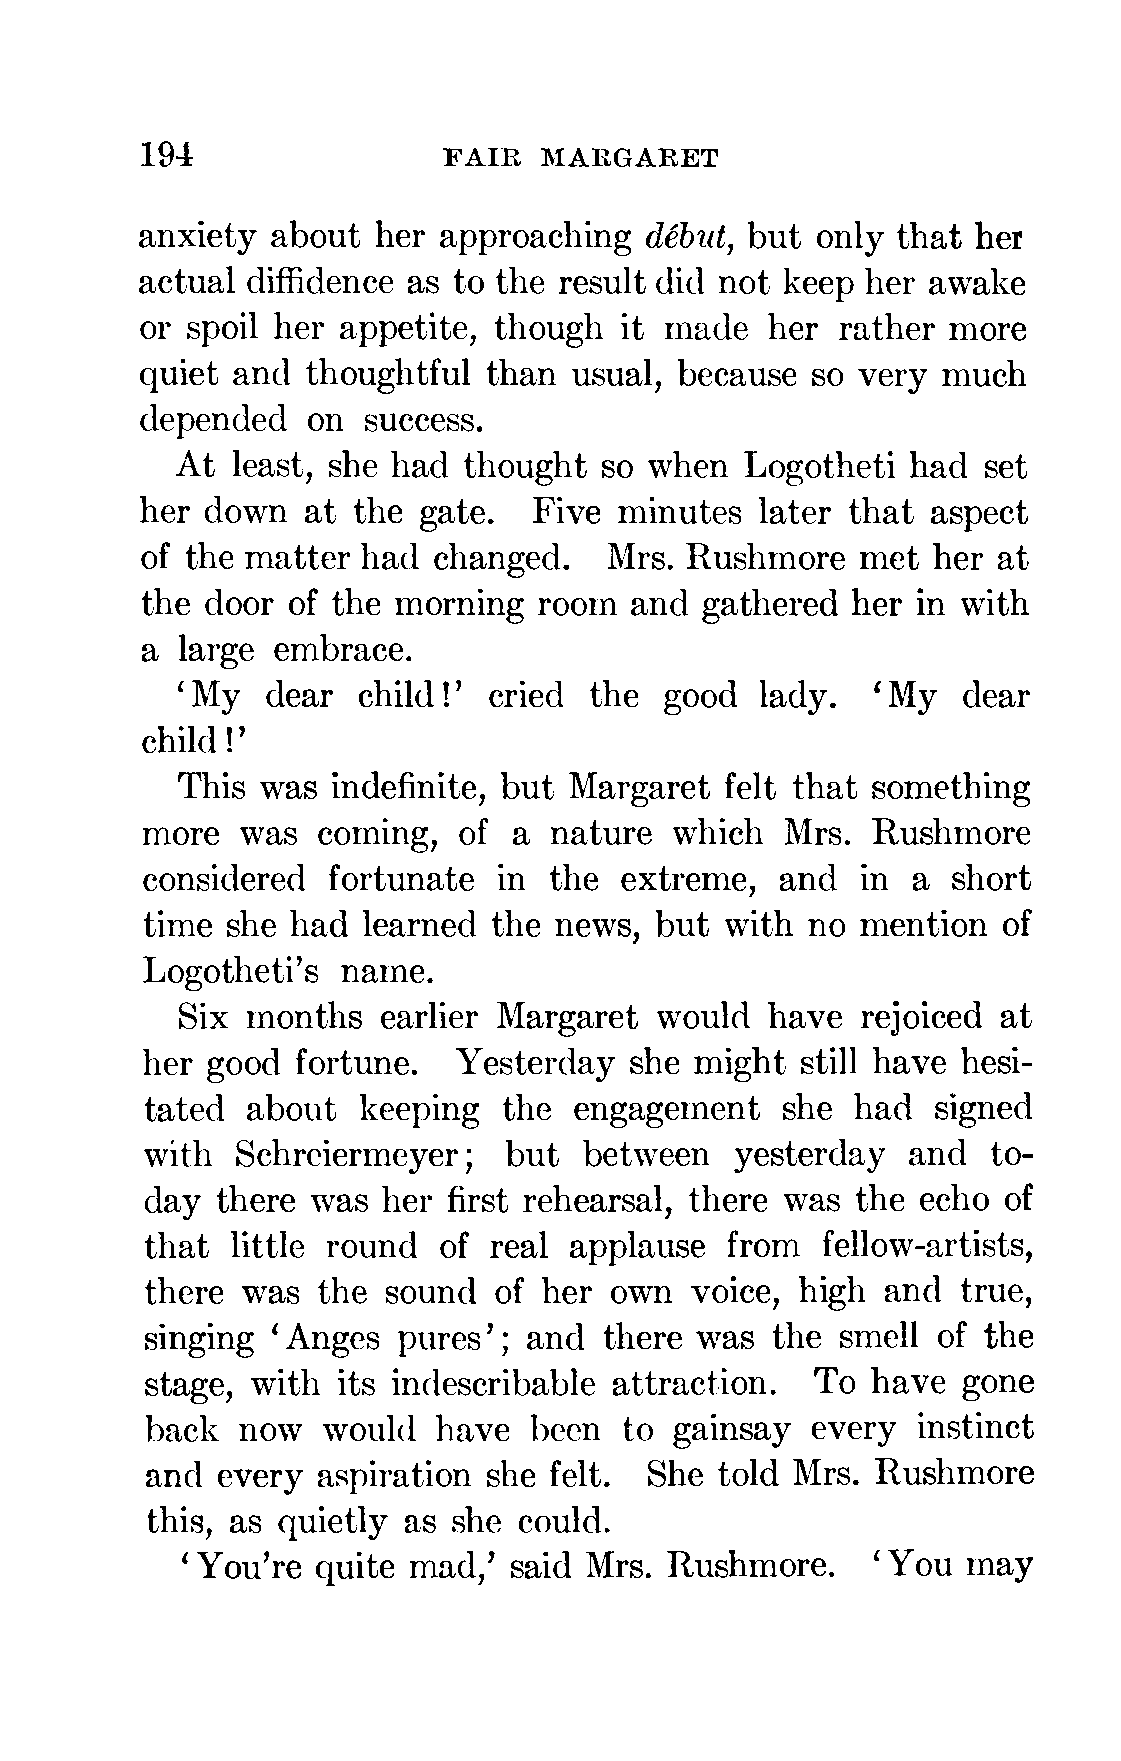 194 FAIR MARGARET
anxiety about her approaching début, but only that her
actual diffidence as to the result did not keep her awake
or spoil her appetite, though it made her rather more
quiet and thoughtful than usual, because so very much
depended on success.
At least, she had thought so when Logotheti had set
her down at the gate. Five minutes later that aspect
of the matter had changed. Mrs. Rushmore met her at
the door of the morning room and gathered her in with
a large embrace.
‘My dear child!’ cried the good lady. ‘My dear
child!’
This was indefinite, but Margaret felt that something
more was coming, of a nature which Mrs. Rushmore
considered fortunate in the extreme, and in a short
time she had learned the news, but with no mention of
Logotheti’s name.
Six months earlier Margaret would have rejoiced at
her good fortune. Yesterday she might still have hesi-
tated about keeping the engagement she had signed
with Schreiermeyer; but between yesterday and to-
day there was her first rehearsal, there was the echo of
that little round of real applause from fellow-artists,
there was the sound of her own voice, high and true,
singing ‘Anges pures’; and there was the smell of the
stage, with its indescribable attraction. To have gone
back now would have been to gainsay every instinct
and every aspiration she felt. She told Mrs. Rushmore
this, as quietly as she could.
‘You’re quite mad,’ said Mrs. Rushmore. ‘You may